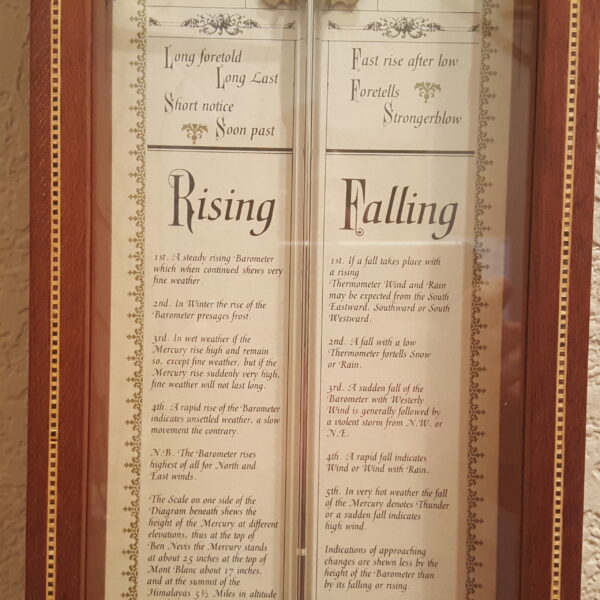 Long foretold
Long Last
Short notice
Soon past
Rising
1st. A steady rising Barometer
which when continued shews very
fine weather.
2nd. In Winter the rise of the
Barometer presages frost.
3rd. In wet weather if the
Mercury rise high and remain
so, except fine weather, but if the
Mercury rise suddenly very high,
fine weather will not last long.
4th. A rapid rise of the Barometer
indicates unsettled weather, a slow
movement the contrary.
N.B. The Barometer rises
highest of all for North and
East winds.
The Scale on one side of the
Diagram beneath shews the
height of the Mercury at different
elevations, thus at the top of
Ben Nevis the Mercury stands
at about 25 inches at the top of
Mont Blanc about 17 inches,
and at the summit of the
Himalayas 5½ Miles in altitude
Fast rise after low
Foretells
Strongerblow
Falling
1st. If a fall takes place with
a rising
Thermometer Wind and Rain
may be expected from the South
Eastward, Southward or South
Westward.
2nd. A fall with a low
Thermometer fortells Snow
or Rain.
3rd. A sudden fall of the
Barometer with Westerly
Wind is generally followed by
a violent storm from N.W. or
N.E.
4th. A rapid fall indicates
Wind or Wind with Rain.
5th. In very hot weather the fall
of the Mercury denotes Thunder
or a sudden fall indicates
high wind.
Indications of approaching
changes are shewn less by the
height of the Barometer than
by its falling or rising.